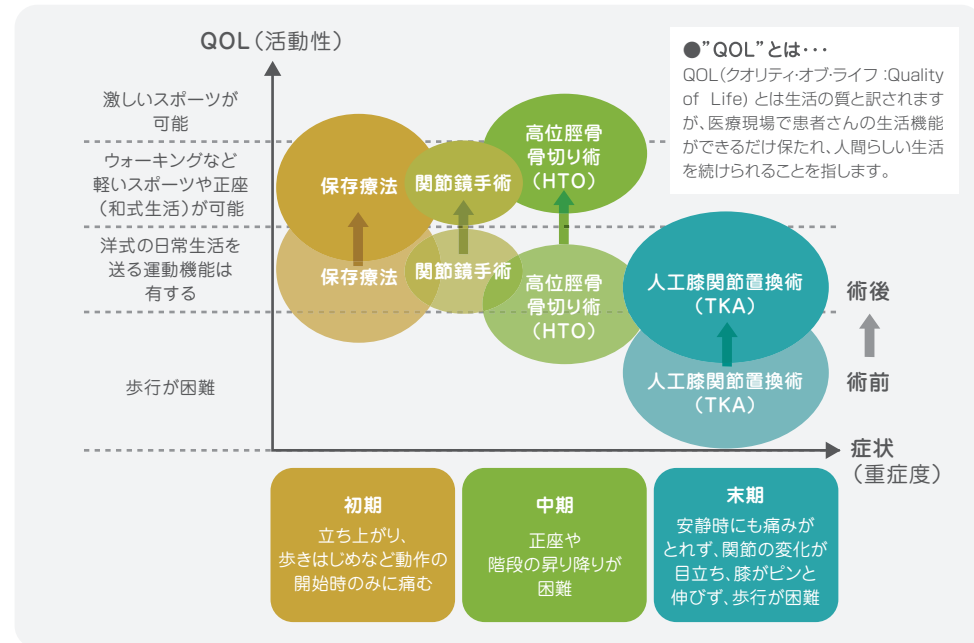 QOL（活動性）
●”QOL”とは･･･
QOL（クオリティ・オブ・ライフ：Quality
of Life) とは生活の質と訳されます
が、医療現場で患者さんの生活機能
ができるだけ保たれ、人間らしい生活
を続けられることを指します。
激しいスポーツが
可能
ウォーキングなど
軽いスポーツや正座
（和式生活）が可能
洋式の日常生活を
送る運動機能は
有する
歩行が困難
保存療法
関節鏡手術
高位脛骨
骨切り術
（HTO）
保存療法
関節鏡手術
高位脛骨
骨切り術
（HTO）
人工膝関節置換術
（TKA）
人工膝関節置換術
（TKA）
術後
術前
症状
（重症度）
初期
立ち上がり、
歩きはじめなど動作の
開始時のみに痛む
中期
正座や
階段の昇り降りが
困難
末期
安静時にも痛みが
とれず、関節の変化が
目立ち、膝がピンと
伸びず、歩行が困難